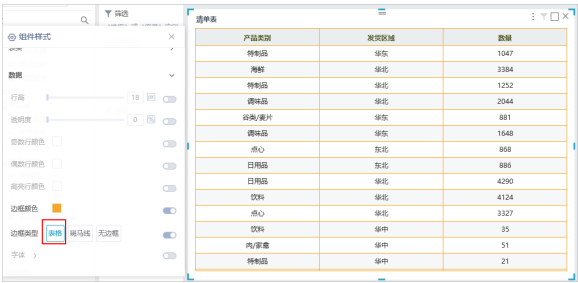 筛选
组件样式
数据
行高 18
透明度 0
奇数行颜色
偶数行颜色
高亮行颜色
边框颜色
边框类型 表格 斑马线 无边框
字体
清单表
产品类别 发货区域 数量
特制品 华东 1047
海鲜 华北 3384
特制品 华北 1252
调味品 华北 2044
谷类/麦片 华东 881
调味品 华东 1648
点心 东北 868
日用品 东北 886
日用品 华北 4290
饮料 华北 4124
点心 华北 3327
饮料 华中 35
肉/家禽 华中 51
特制品 华中 21